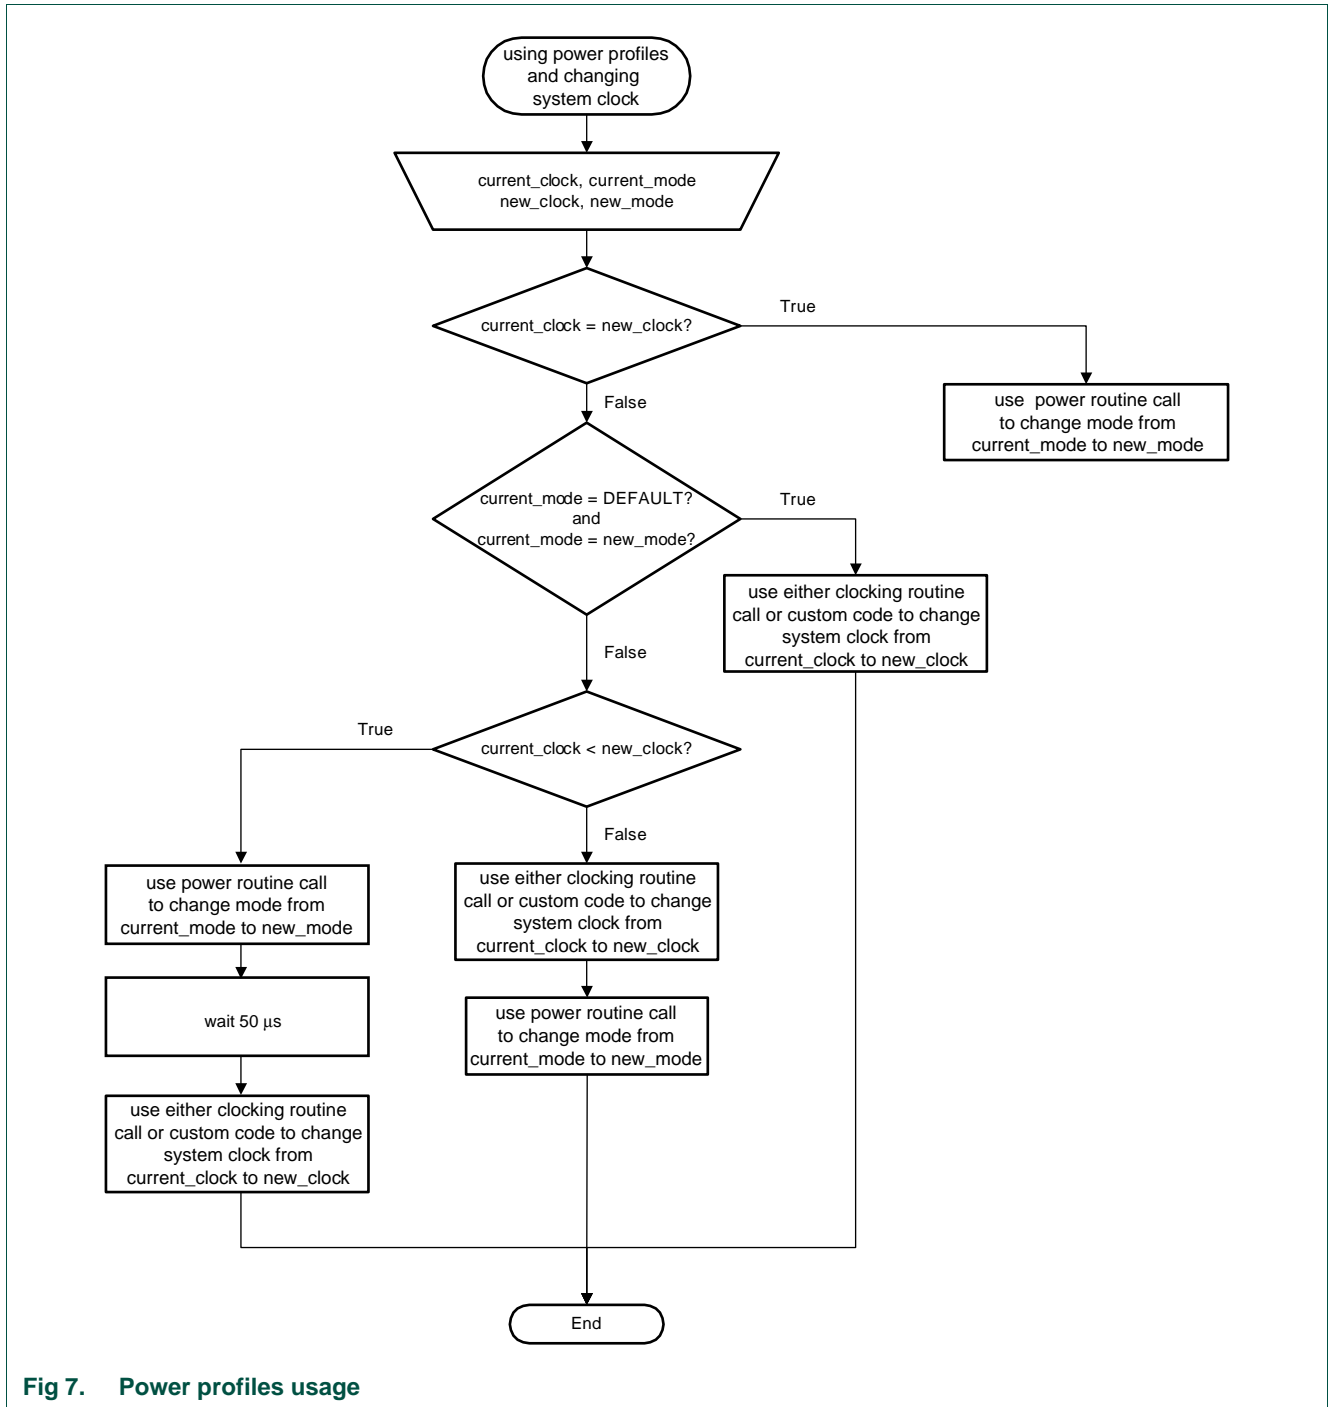 using power profiles
and changing
system clock
current_clock, current_mode
new_clock, new_mode
current_clock = new_clock?
True
False
use power routine call
to change mode from
current_mode to new_mode
current_mode = DEFAULT?
and
current_mode = new_mode?
True
False
use either clocking routine
call or custom code to change
system clock from
current_clock to new_clock
current_clock < new_clock?
True
False
use power routine call
to change mode from
current_mode to new_mode
wait 50 μs
use either clocking routine
call or custom code to change
system clock from
current_clock to new_clock
use either clocking routine
call or custom code to change
system clock from
current_clock to new_clock
use power routine call
to change mode from
current_mode to new_mode
End
Fig 7. Power profiles usage